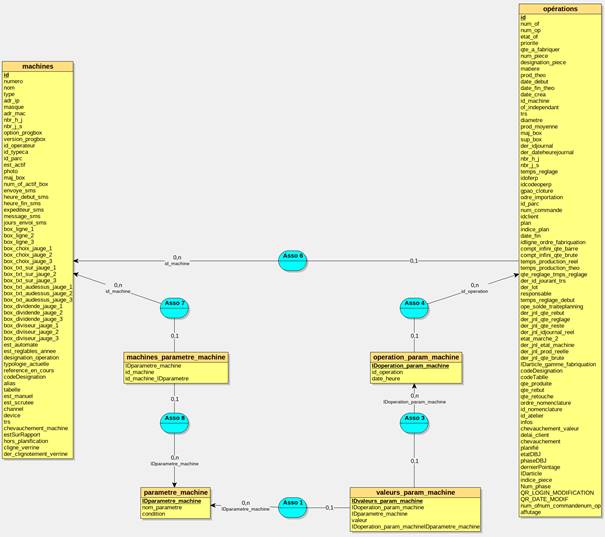 machines
id
numero
nom
type
adr_ip
masque
adr_mac
nbr_h_j
nbr_j_s
option_progbox
version_progbox
id_operateur
id_typeca
id_parc
est_actif
photo
maj_box
num_of_actif_box
envoye_sms
heure_debut_sms
heure_fin_sms
expediteur_sms
message_sms
jours_envoi_sms
box_ligne_1
box_ligne_2
box_ligne_3
box_choix_jauge_1
box_choix_jauge_2
box_choix_jauge_3
box_txt_sur_jauge_1
box_txt_sur_jauge_2
box_txt_sur_jauge_3
box_txt_audessus_jauge_1
box_txt_audessus_jauge_2
box_txt_audessus_jauge_3
box_dividende_jauge_1
box_dividende_jauge_2
box_dividende_jauge_3
box_diviseur_jauge_1
box_diviseur_jauge_2
box_diviseur_jauge_3
est_automate
est_reglables_annee
designation_operation
typologie_actuelle
reference_en_cours
codeDesignation
alias
tabelle
est_manuel
est_scrutee
channel
device
trs
chevauchement_machine
estSurRapport
hors_planification
cligne_verrine
der_clignotement_verrine
opérations
id
num_of
num_op
etat_of
priorite
qte_a_fabriquer
num_piece
designation_piece
matiere
prod_theo
date_debut
date_fin_theo
date_crea
id_machine
of_independant
trs
diametre
prod_moyenne
maj_box
sup_box
der_idjournal
der_dateheurejournal
nbr_h_j
nbr_j_s
temps_reglage
idoferp
idcodeoperp
gpao_cloture
odre_importation
id_parc
num_commande
idclient
plan
indice_plan
date_fin
idligne_ordre_fabriquation
compt_infini_qte_barre
compt_infini_qte_brute
temps_production_reel
temps_production_theo
qte_reglage_tmps_reglage
der_id_jourant_trs
der_lot
responsable
temps_reglage_debut
ope_solde_traiteplanning
der_jnl_qte_rebut
der_jnl_qte_reglage
der_jnl_qte_reste
der_jnl_idjournal_reel
etat_marche_2
der_jnl_etat_machine
der_jnl_prod_reelle
der_jnl_qte_brute
IDarticle_gamme_fabriquation
codeDesignation
codeTablle
qte_produite
qte_rebut
qte_retouche
ordre_nomenclature
id_nomenclature
id_atelier
infos
chevauchement_valeur
delai_client
chevauchement
planifié
etatDBJ
phaseDBJ
dernierPointage
IDarticle
indice_piece
Num_phase
QR_LOGIN_MODIFICATION
QR_DATE_MODIF
num_ofnum_commandenum_op
affutage
0,n
id_machine
Asso 6
0,1
0,n
id_machine
Asso 7
0,1
0,n
id_operation
Asso 4
0,1
machines_parametre_machine
IDparametre_machine
id_machine
id_machine_IDparametre
operation_param_machine
IDoperation_param_machine
id_operation
date_heure
0,1
Asso 8
0,n
IDparametre_machine
0,n
IDoperation_param_machine
Asso 3
0,1
parametre_machine
IDparametre_machine
nom_parametre
condition
0,n
IDparametre_machine
Asso 1
0,1
valeurs_param_machine
IDvaleurs_param_machine
IDoperation_param_machine
IDparametre_machine
valeur
IDoperation_param_machineIDparametre_machine